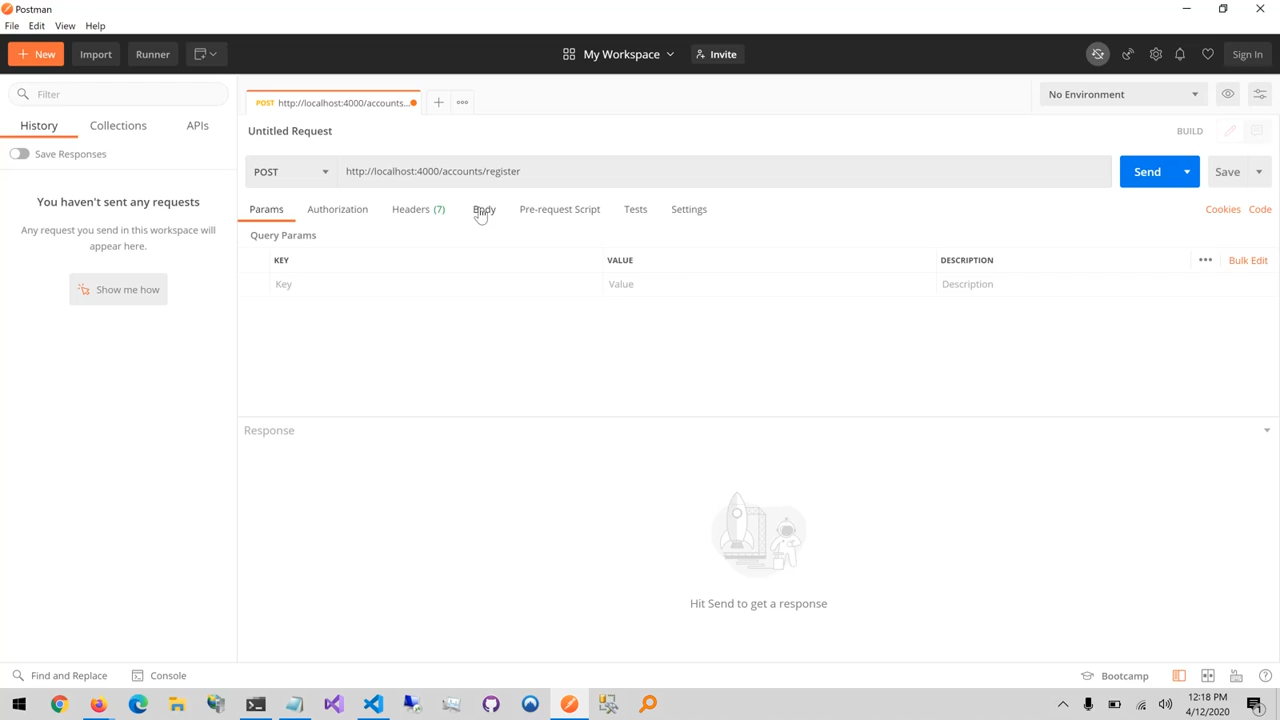 Postman
File Edit View Help
New Import Runner My Workspace Invite Sign In
Filter
History Collections APIs
Save Responses
You haven't sent any requests
Any request you send in this workspace will
appear here.
Show me how
POST http://localhost:4000/accounts...
No Environment
Untitled Request BUILD
POST http://localhost:4000/accounts/register Send Save
Params Authorization Headers (7) Body Pre-request Script Tests Settings Cookies Code
Query Params
KEY VALUE DESCRIPTION Bulk Edit
Key Value Description
Response
Hit Send to get a response
Find and Replace Console Bootcamp
12:18 PM
4/12/2020
1